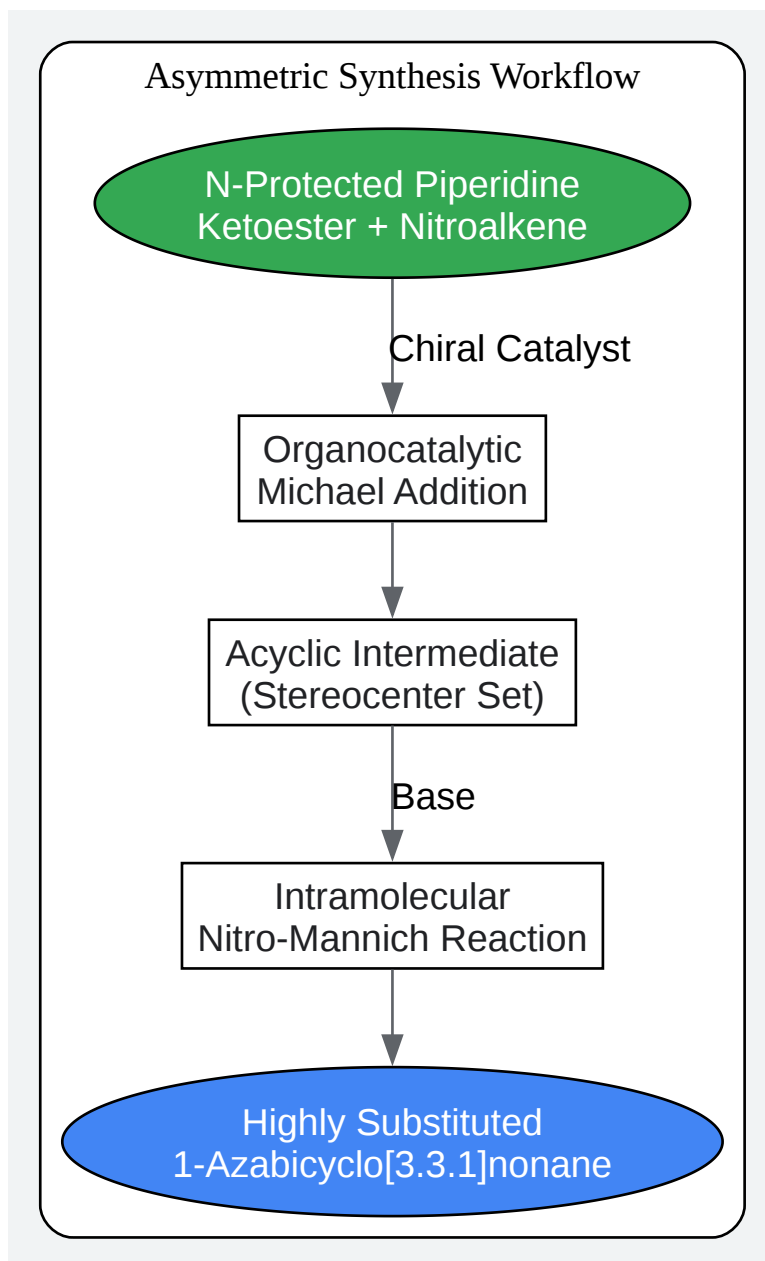 Asymmetric Synthesis Workflow
N-Protected Piperidine
Ketoester + Nitroalkene
Chiral Catalyst
Organocatalytic
Michael Addition
Acyclic Intermediate
(Stereocenter Set)
Base
Intramolecular
Nitro-Mannich Reaction
Highly Substituted
1-Azabicyclo[3.3.1]nonane